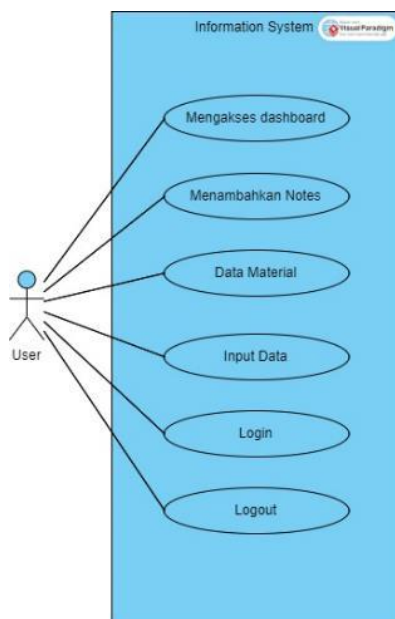 Information System
Visual Paradigm
Mengakses dashboard
Menambahkan Notes
Data Material
Input Data
User
Login
Logout